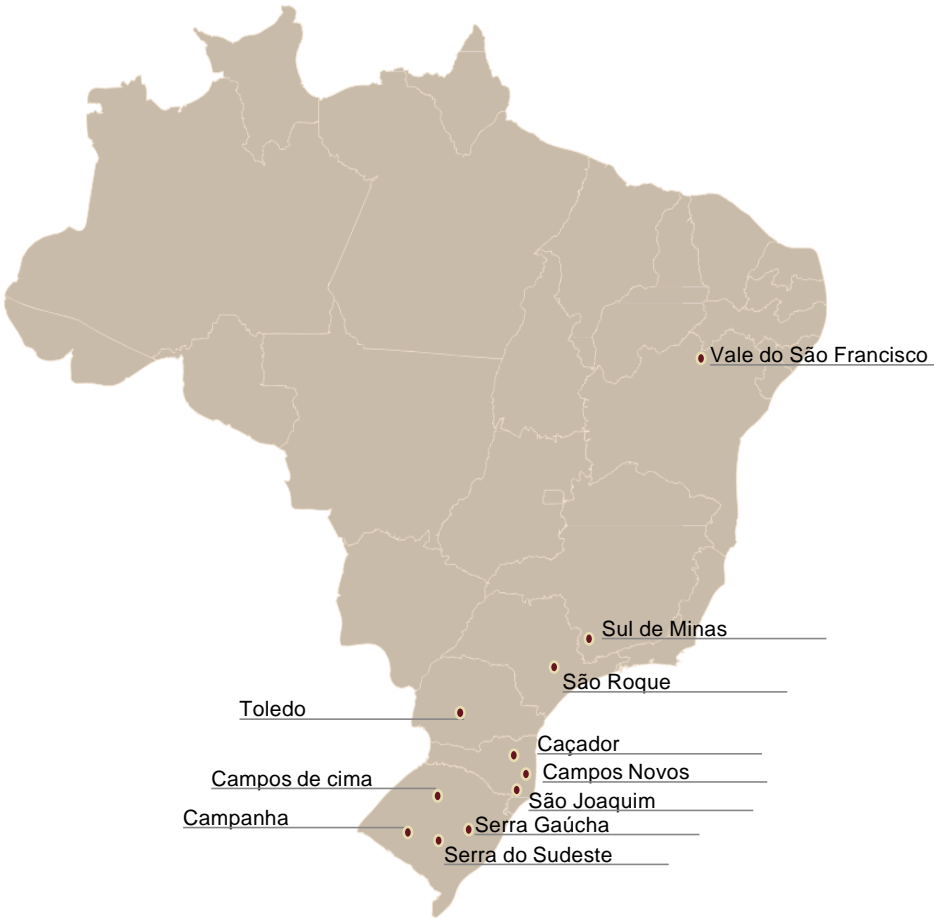 Vale do São Francisco
Sul de Minas
São Roque
Toledo
Caçador
Campos Novos
Campos de cima
São Joaquim
Campanha
Serra Gaúcha
Serra do Sudeste